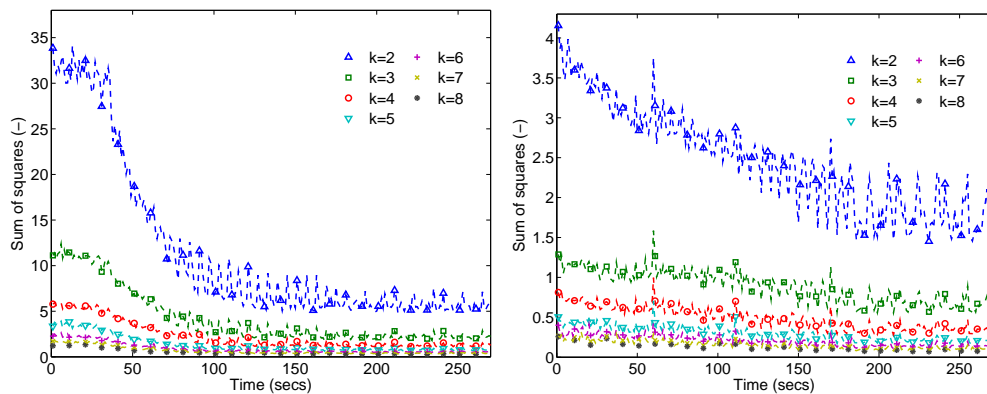 35
30
25
20
15
10
5
0
Sum of squares (−)
k=2
k=3
k=4
k=5
k=6
k=7
k=8
0 50 100 150 200 250
Time (secs)
4
3.5
3
2.5
2
1.5
1
0.5
0
Sum of squares (−)
k=2
k=3
k=4
k=5
k=6
k=7
k=8
0 50 100 150 200 250
Time (secs)